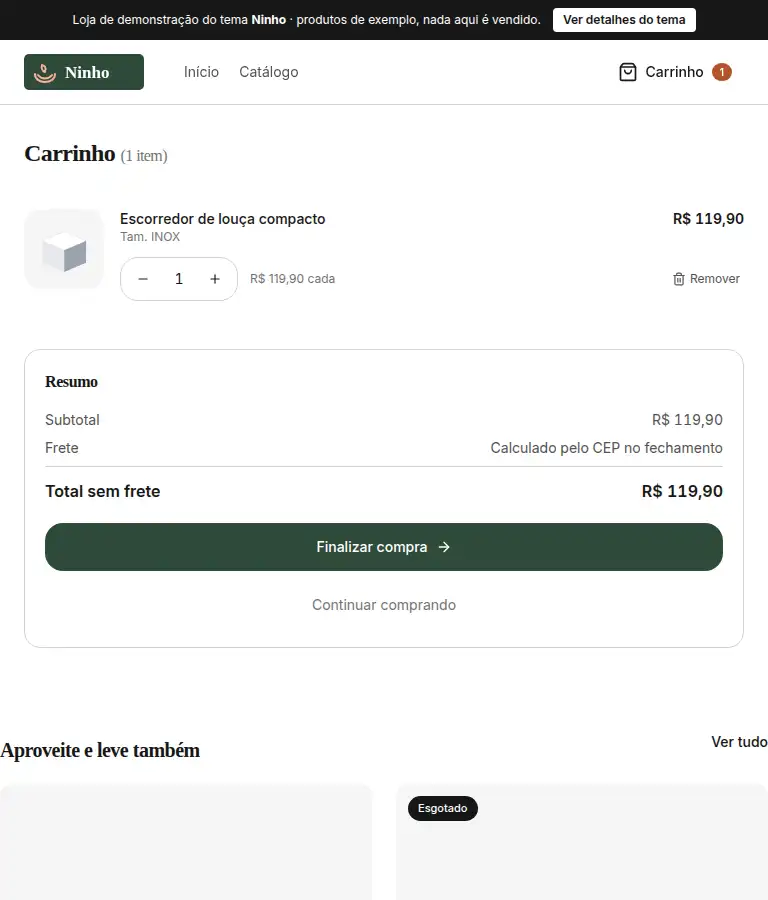 Loja de demonstração do tema Ninho · produtos de exemplo, nada aqui é vendido. Ver detalhes do tema
Ninho Início Catálogo Carrinho 1
Carrinho (1 item)
Escorredor de louça compacto R$ 119,90
Tam. INOX
− 1 + R$ 119,90 cada Remover
Resumo
Subtotal R$ 119,90
Frete Calculado pelo CEP no fechamento
Total sem frete R$ 119,90
Finalizar compra →
Continuar comprando
Aproveite e leve também Ver tudo
Esgotado